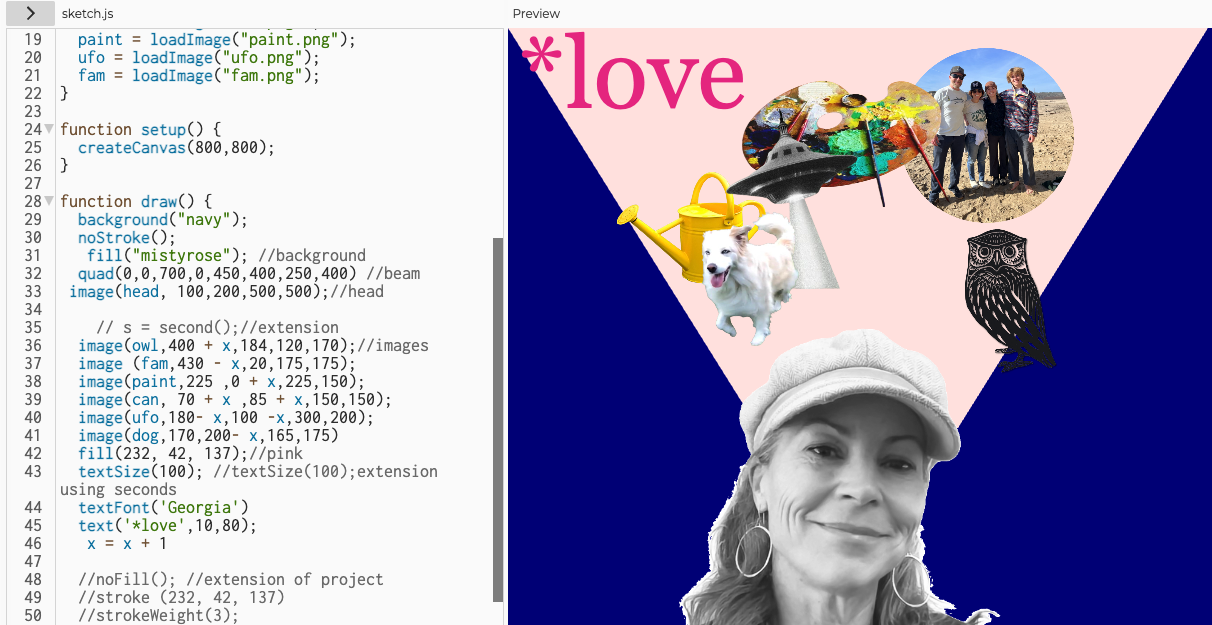 sketch.js
Preview
19 paint = loadImage("paint.png");
20 ufo = loadImage("ufo.png");
21 fam = loadImage("fam.png");
22 }
23
24 function setup() {
25 createCanvas(800,800);
26 }
27
28 function draw() {
29 background("navy");
30 noStroke();
31 fill("mistyrose"); //background
32 quad(0,0,700,0,450,400,250,400) //beam
33 image(head, 100,200,500,500);//head
34
35 // s = second();//extension
36 image(owl,400 + x,184,120,170);//images
37 image (fam,430 - x,20,175,175);
38 image(paint,225 ,0 + x,225,150);
39 image(can, 70 + x ,85 + x,150,150);
40 image(ufo,180- x,100 -x,300,200);
41 image(dog,170,200- x,165,175)
42 fill(232, 42, 137);//pink
43 textSize(100); //textSize(100);extension
using seconds
44 textFont('Georgia')
45 text('*love',10,80);
46 x = x + 1
47
48 //noFill(); //extension of project
49 //stroke (232, 42, 137)
50 //strokeWeight(3);
*love